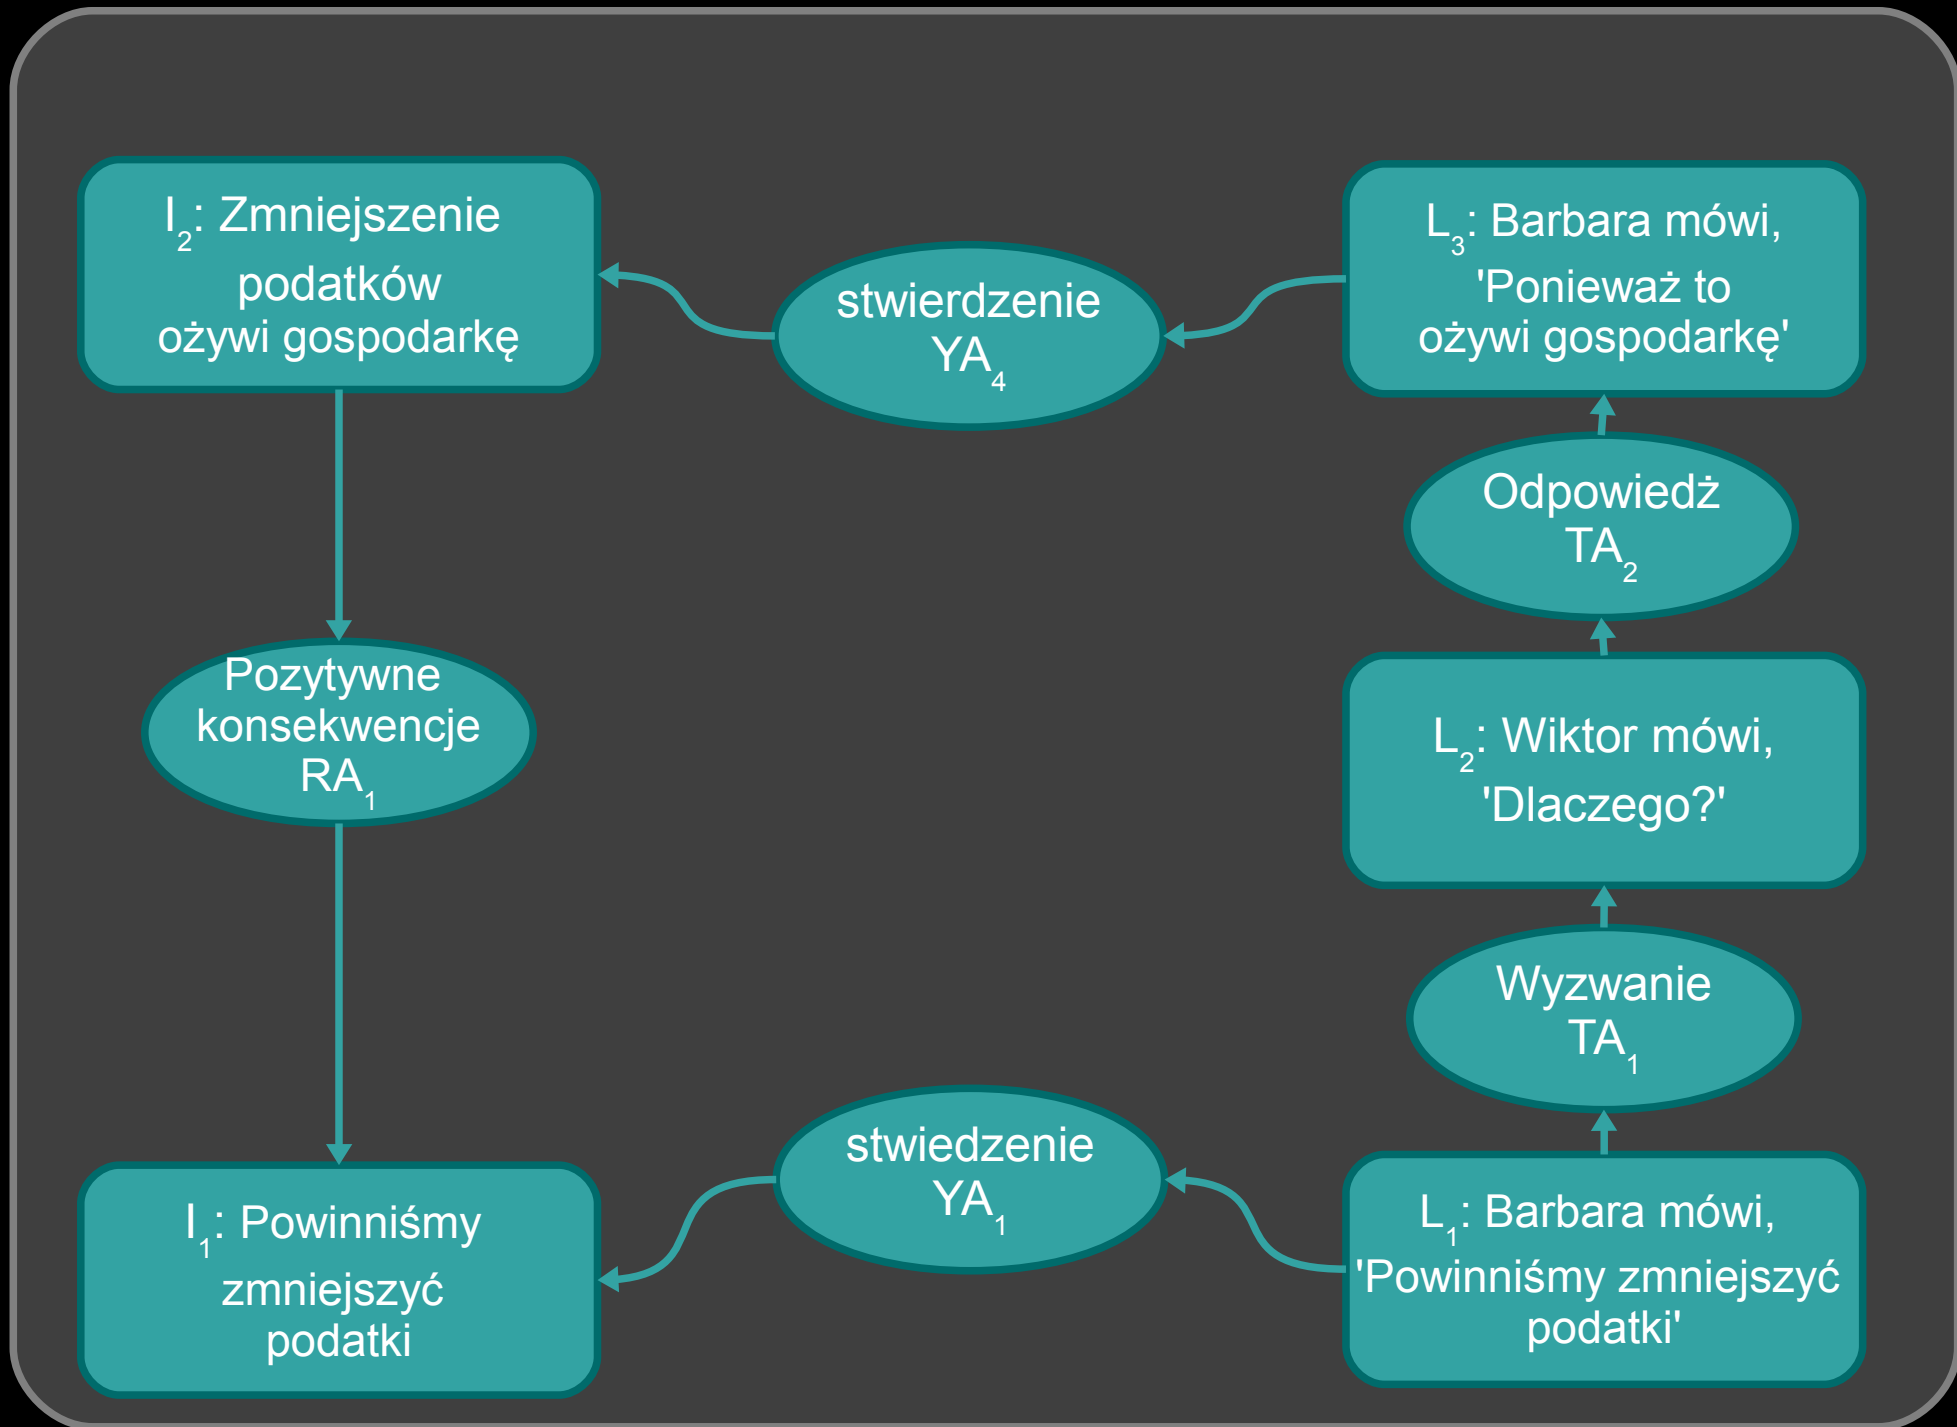 I₂: Zmniejszenie
podatków
ożywi gospodarkę
stwierdzenie
YA₄
L₃: Barbara mówi,
'Ponieważ to
ożywi gospodarkę'
Odpowiedż
TA₂
Pozytywne
konsekwencje
RA₁
L₂: Wiktor mówi,
'Dlaczego?'
Wyzwanie
TA₁
I₁: Powinniśmy
zmniejszyć
podatki
stwiedzenie
YA₁
L₁: Barbara mówi,
'Powinniśmy zmniejszyć
podatki'